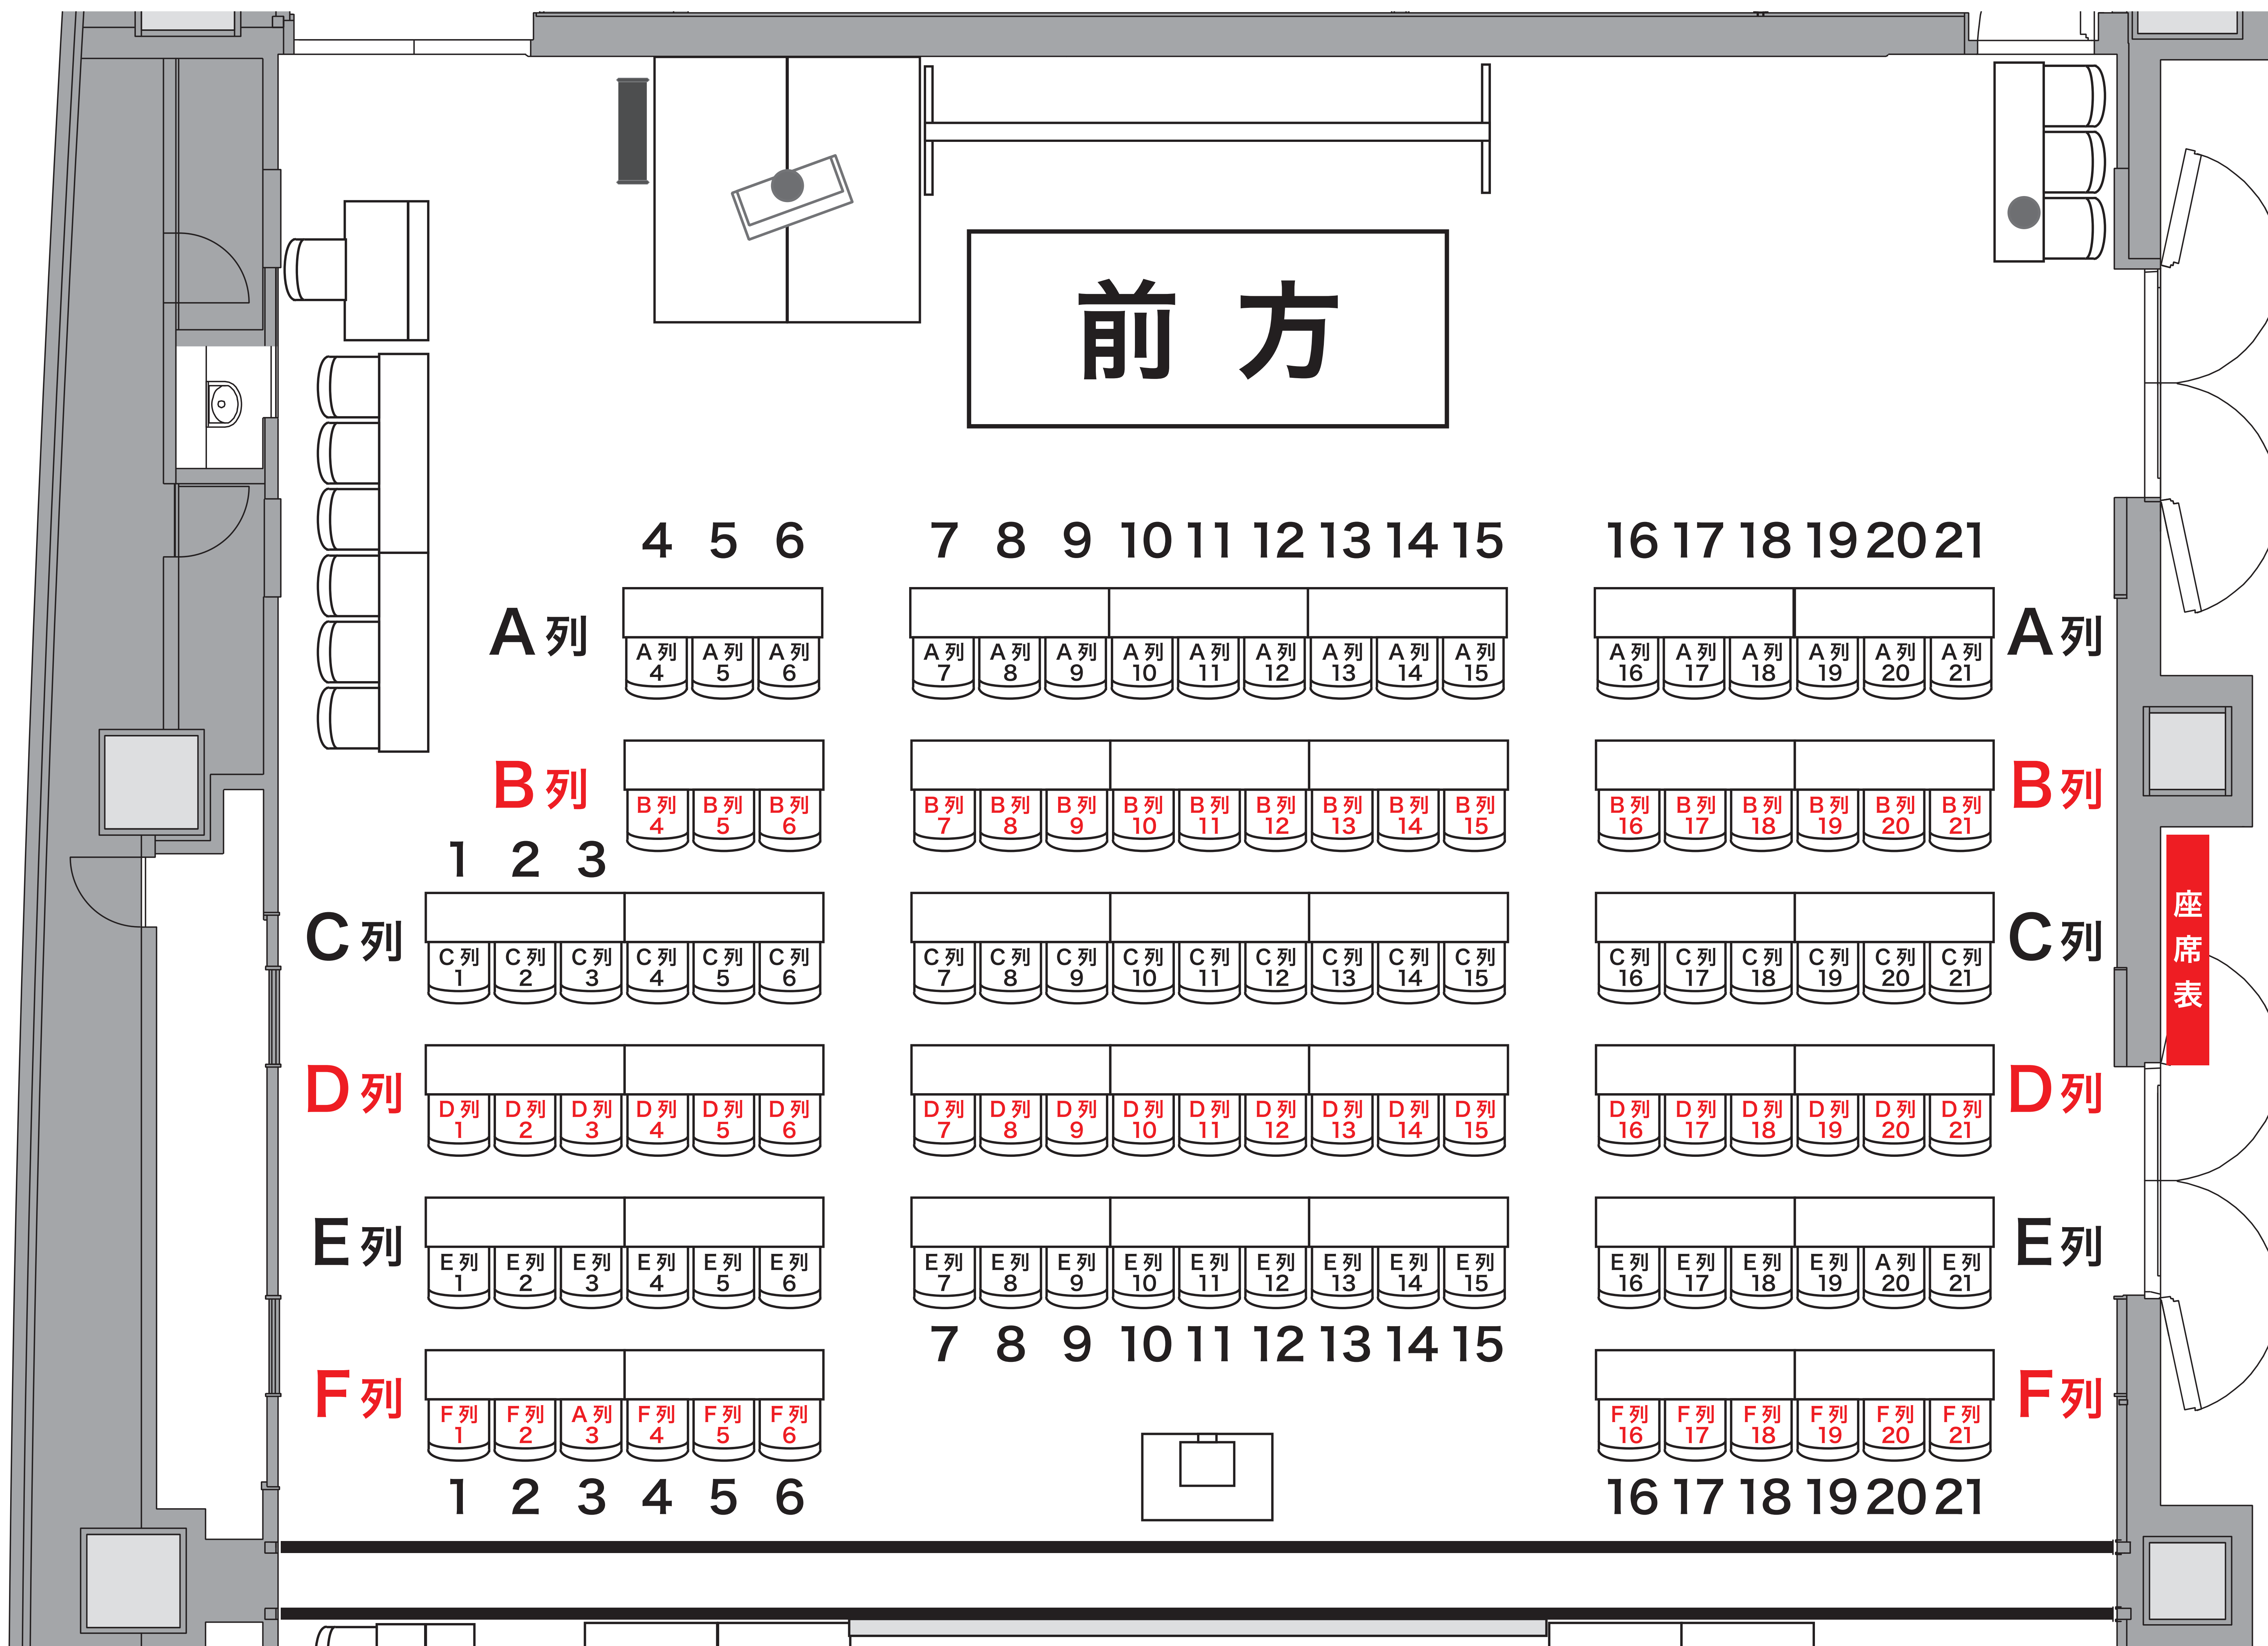 前方
4 5 6 7 8 9 10 11 12 13 14 15 16 17 18 19 20 21
A列 A列
A列 A列 A列 A列 A列 A列 A列 A列 A列 A列 A列 A列 A列 A列 A列 A列 A列 A列
4 5 6 7 8 9 10 11 12 13 14 15 16 17 18 19 20 21
B列 B列
B列 B列 B列 B列 B列 B列 B列 B列 B列 B列 B列 B列 B列 B列 B列 B列 B列 B列
4 5 6 7 8 9 10 11 12 13 14 15 16 17 18 19 20 21
1 2 3
C列 C列
C列 C列 C列 C列 C列 C列 C列 C列 C列 C列 C列 C列 C列 C列 C列 C列 C列 C列 C列 C列 C列
1 2 3 4 5 6 7 8 9 10 11 12 13 14 15 16 17 18 19 20 21
座席表
D列 D列
D列 D列 D列 D列 D列 D列 D列 D列 D列 D列 D列 D列 D列 D列 D列 D列 D列 D列 D列 D列 D列
1 2 3 4 5 6 7 8 9 10 11 12 13 14 15 16 17 18 19 20 21
E列 E列
E列 E列 E列 E列 E列 E列 E列 E列 E列 E列 E列 E列 E列 E列 E列 E列 E列 E列 E列 A列 E列
1 2 3 4 5 6 7 8 9 10 11 12 13 14 15 16 17 18 19 20 21
7 8 9 10 11 12 13 14 15
F列 F列
F列 F列 A列 F列 F列 F列 F列 F列 F列 F列 F列 F列
1 2 3 4 5 6 16 17 18 19 20 21
1 2 3 4 5 6 16 17 18 19 20 21